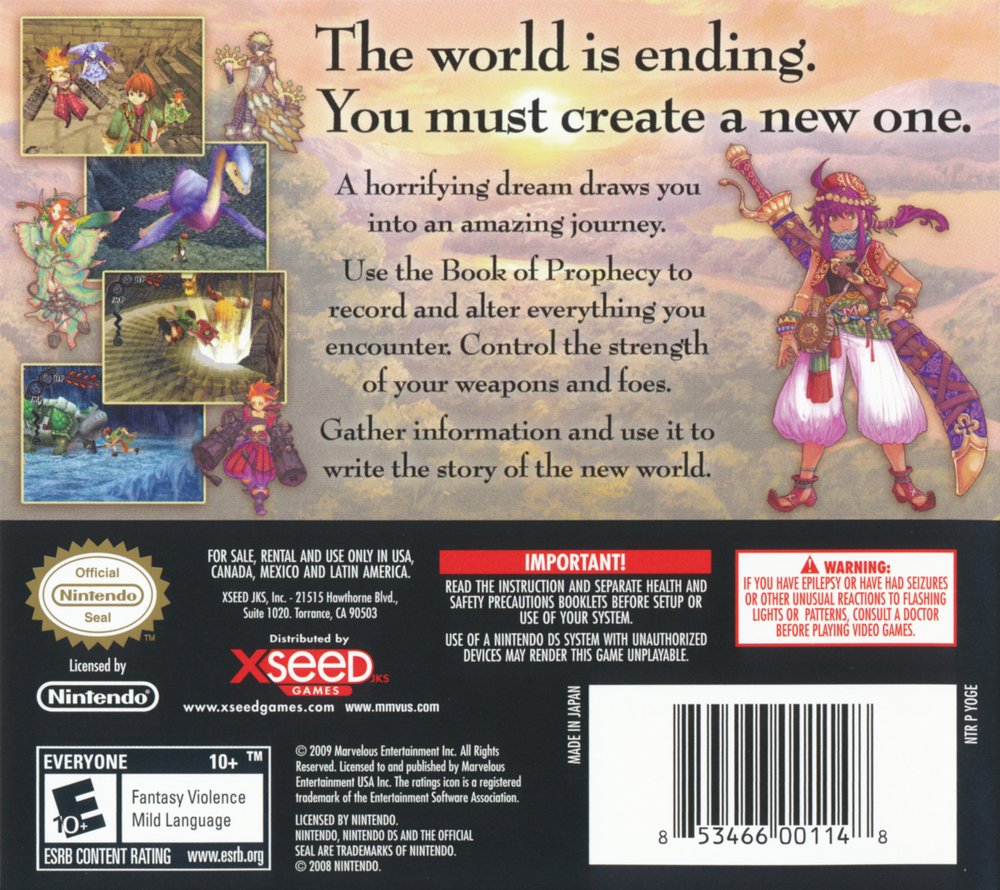 The world is ending.
You must create a new one.
A horrifying dream draws you
into an amazing journey.
Use the Book of Prophecy to
record and alter everything you
encounter. Control the strength
of your weapons and foes.
Gather information and use it to
write the story of the new world.
Official
Nintendo
Seal
TM
Licensed by
Nintendo®
FOR SALE, RENTAL AND USE ONLY IN USA,
CANADA, MEXICO AND LATIN AMERICA.
XSEED JKS, Inc. - 21515 Hawthorne Blvd.,
Suite 1020. Torrance, CA 90503
Distributed by
XSEED JKS
GAMES
www.xseedgames.com www.mmvus.com
IMPORTANT!
READ THE INSTRUCTION AND SEPARATE HEALTH AND
SAFETY PRECAUTIONS BOOKLETS BEFORE SETUP OR
USE OF YOUR SYSTEM.
USE OF A NINTENDO DS SYSTEM WITH UNAUTHORIZED
DEVICES MAY RENDER THIS GAME UNPLAYABLE.
WARNING:
IF YOU HAVE EPILEPSY OR HAVE HAD SEIZURES
OR OTHER UNUSUAL REACTIONS TO FLASHING
LIGHTS OR PATTERNS, CONSULT A DOCTOR
BEFORE PLAYING VIDEO GAMES.
EVERYONE 10+ TM
E
10+
Fantasy Violence
Mild Language
ESRB CONTENT RATING www.esrb.org
© 2009 Marvelous Entertainment Inc. All Rights
Reserved. Licensed to and published by Marvelous
Entertainment USA Inc. The ratings icon is a registered
trademark of the Entertainment Software Association.
LICENSED BY NINTENDO.
NINTENDO, NINTENDO DS AND THE OFFICIAL
SEAL ARE TRADEMARKS OF NINTENDO.
© 2008 NINTENDO.
MADE IN JAPAN
8 53466 00114 8
NTR P YOGE